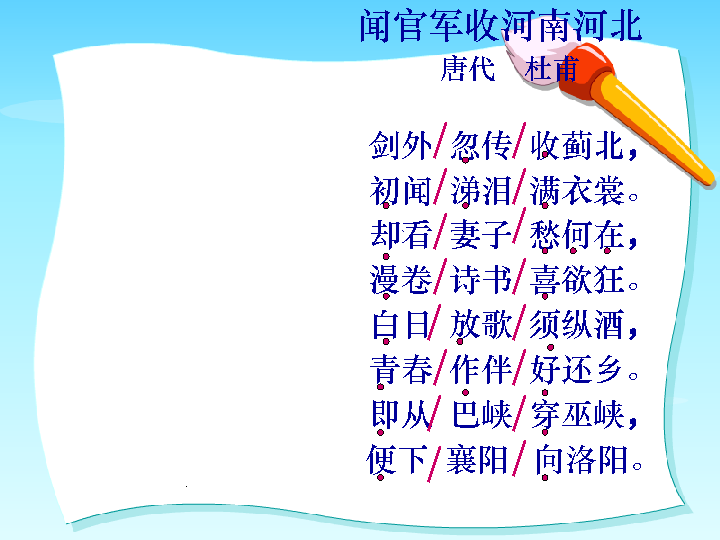 闻官军收河南河北
唐代 杜甫
剑外/忽传/收蓟北，
初闻/涕泪/满衣裳。
却看/妻子/愁何在，
漫卷/诗书/喜欲狂。
白日/放歌/须纵酒，
青春/作伴/好还乡。
即从/巴峡/穿巫峡，
便下/襄阳/向洛阳。